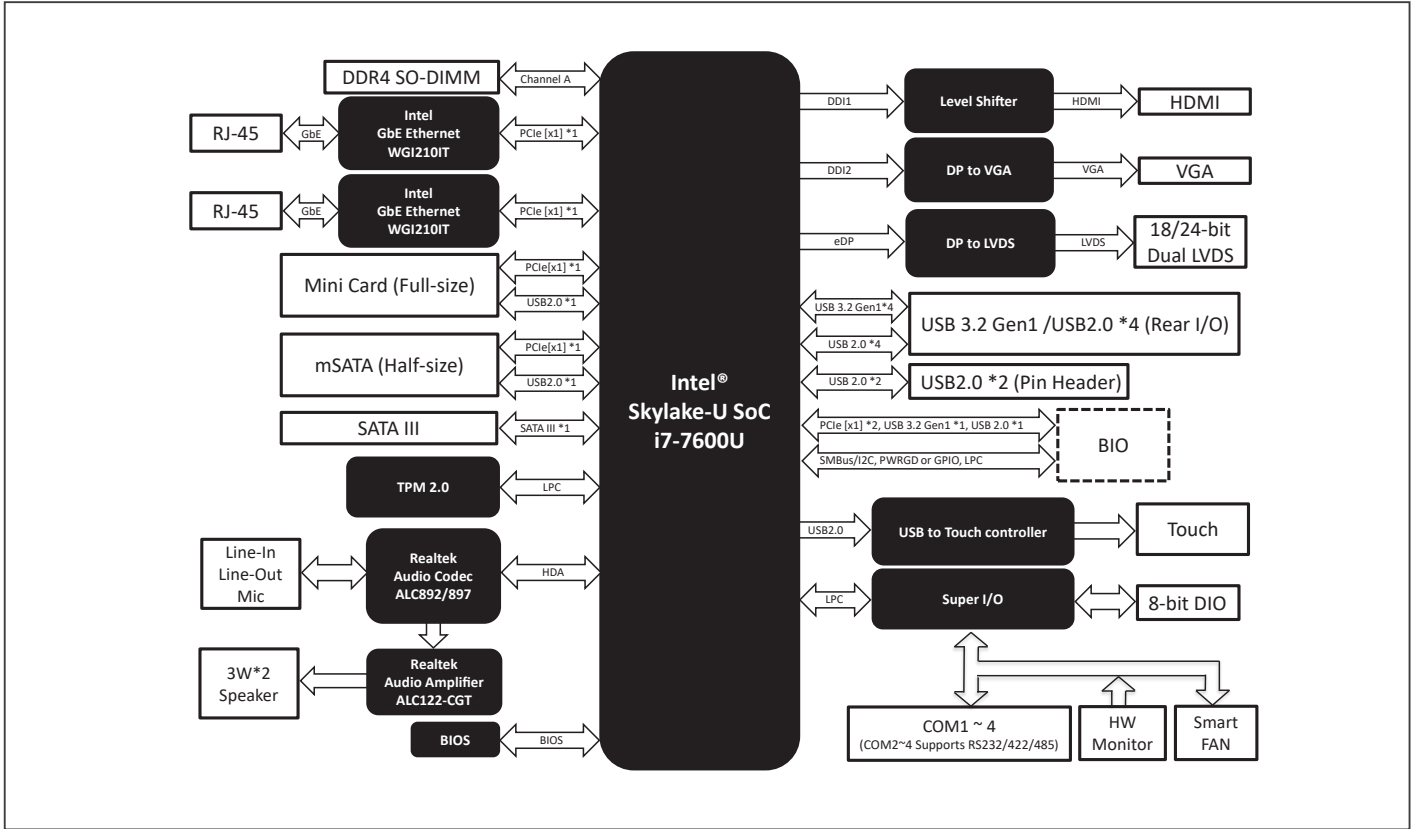 DDR4 SO-DIMM
Channel A
RJ-45
GbE
Intel
GbE Ethernet
WGI210IT
PCIe [x1] *1
RJ-45
GbE
Intel
GbE Ethernet
WGI210IT
PCIe [x1] *1
Mini Card (Full-size)
PCIe[x1] *1
USB2.0 *1
mSATA (Half-size)
PCIe[x1] *1
USB2.0 *1
SATA III
SATA III *1
TPM 2.0
LPC
Line-In
Line-Out
Mic
Realtek
Audio Codec
ALC892/897
HDA
3W*2
Speaker
Realtek
Audio Amplifier
ALC122-CGT
BIOS
BIOS
Intel®
Skylake-U SoC
i7-7600U
DDI1
Level Shifter
HDMI
HDMI
DDI2
DP to VGA
VGA
VGA
eDP
DP to LVDS
LVDS
18/24-bit
Dual LVDS
USB 3.2 Gen1*4
USB 2.0 *4
USB 3.2 Gen1 /USB2.0 *4 (Rear I/O)
USB 2.0 *2
USB2.0 *2 (Pin Header)
PCIe [x1] *2, USB 3.2 Gen1 *1, USB 2.0 *1
SMBus/I2C, PWRGD or GPIO, LPC
BIO
USB2.0
USB to Touch controller
Touch
LPC
Super I/O
8-bit DIO
COM1 ~ 4
(COM2~4 Supports RS232/422/485)
HW
Monitor
Smart
FAN